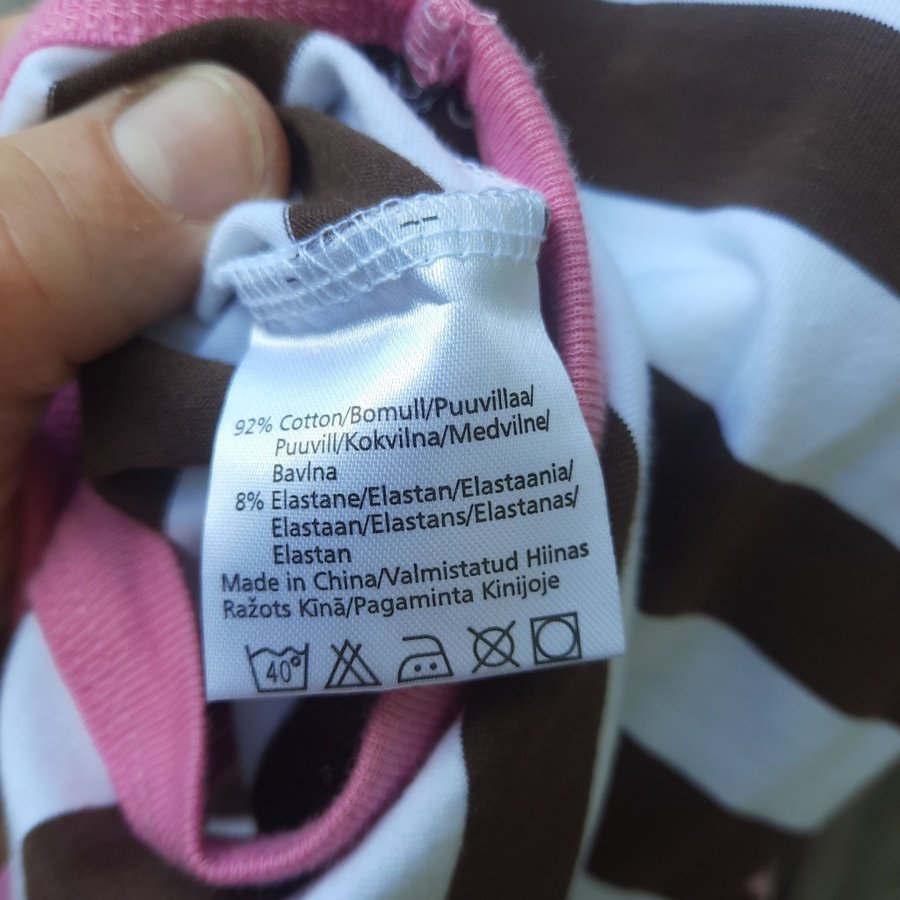 92% Cotton/Bomull/Puuvillaa/
Puuvill/Kokvilna/Medvilne/
Bavlna
8% Elastane/Elastan/Elastaania/
Elastaan/Elastans/Elastanas/
Elastan
Made in China/Valmistatud Hiinas
Ražots Kīnā/Pagaminta Kinijoje
40°